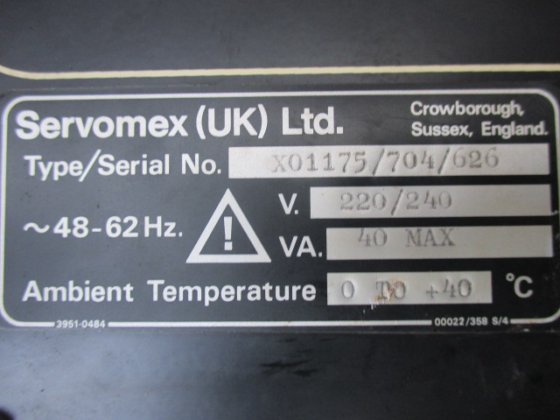 Servomex (UK) Ltd.
Crowborough,
Sussex, England.
Type/Serial No. X01175/704/626
~48-62 Hz. V. 220/240
VA. 40 MAX
Ambient Temperature 0 TO +40 °C
3951-0484 00022/358 S/4